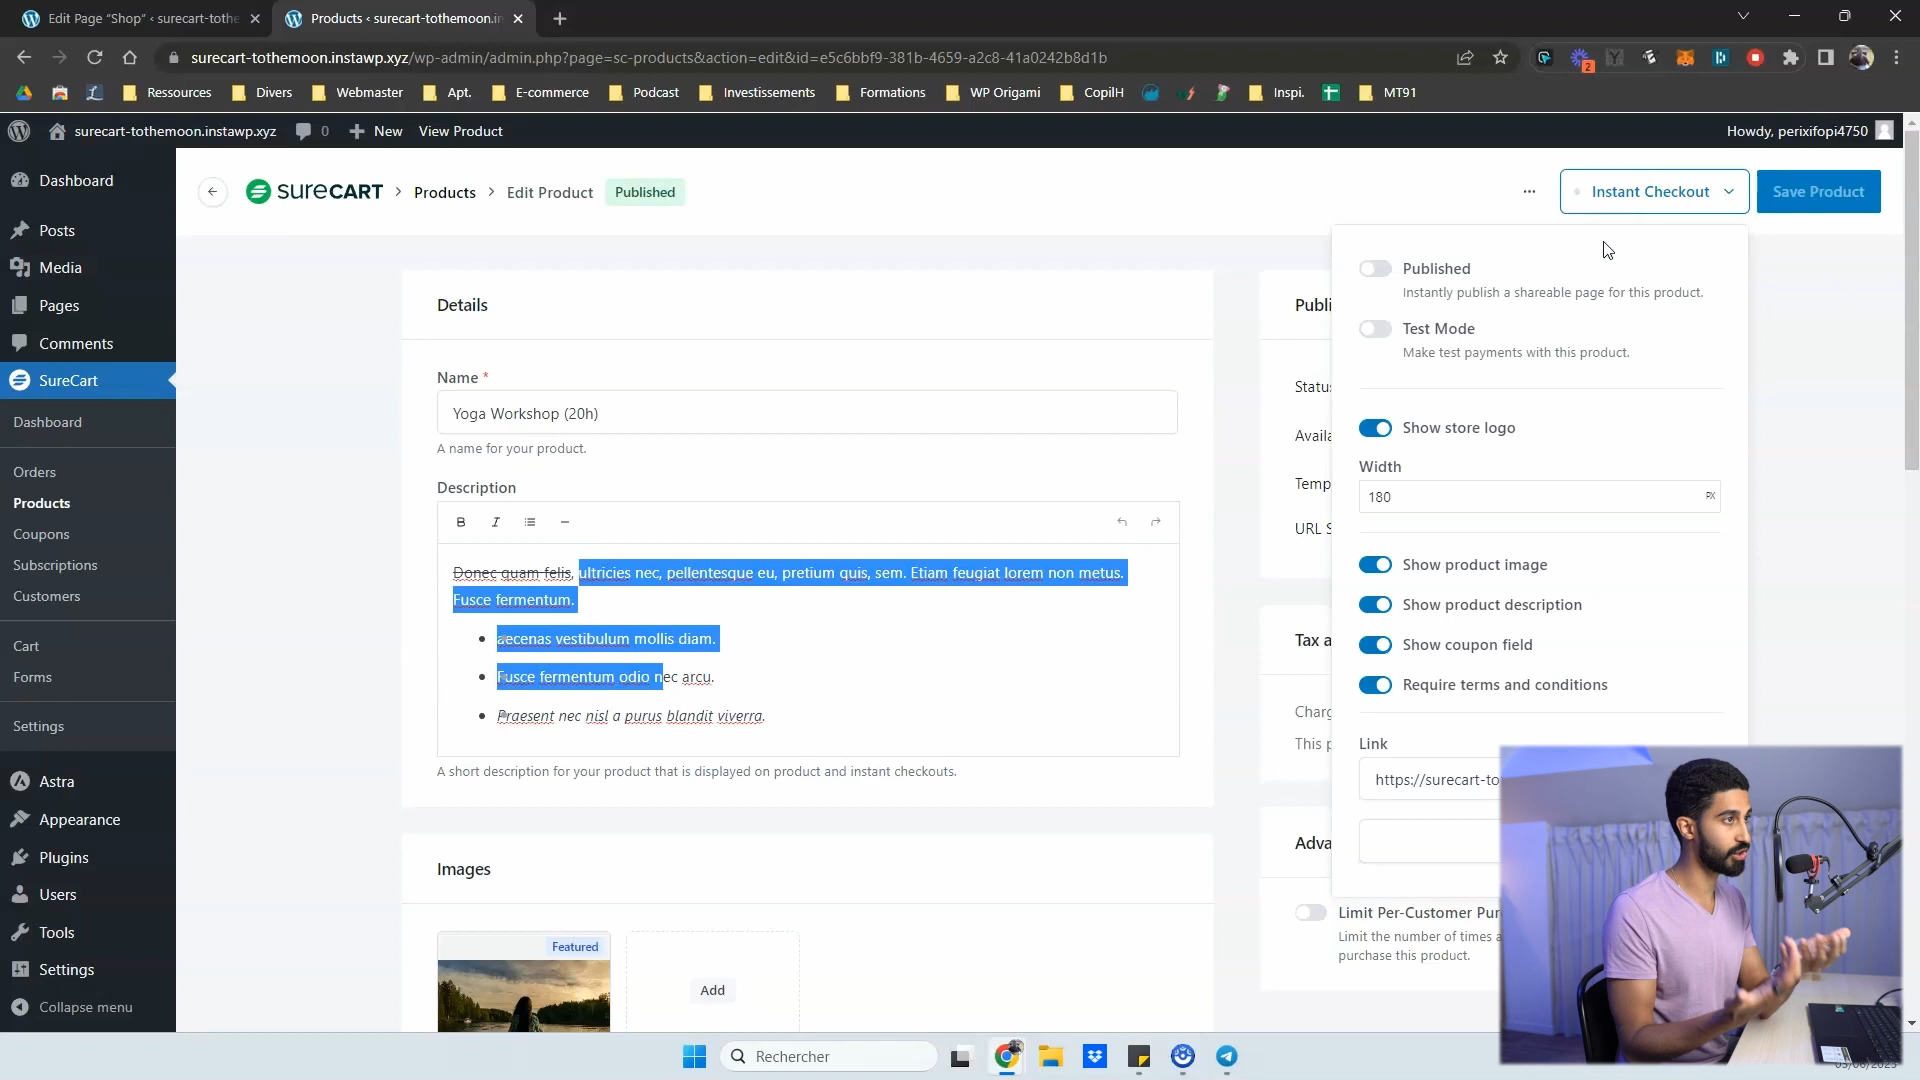 Edit Page “Shop” ‹ surecart-tothe
Products ‹ surecart-tothemoon.in
surecart-tothemoon.instawp.xyz/wp-admin/admin.php?page=sc-products&action=edit&id=e5c6bbf9-381b-4659-a2c8-41a0242b8d1b
2
Ressources
Divers
Webmaster
Apt.
E-commerce
Podcast
Investissements
Formations
WP Origami
CopilH
Inspi.
MT91
surecart-tothemoon.instawp.xyz
0
New
View Product
Howdy, perixifopi4750
Dashboard
Posts
Media
Pages
Comments
SureCart
Dashboard
Orders
Products
Coupons
Subscriptions
Customers
Cart
Forms
Settings
Astra
Appearance
Plugins
Users
Tools
Settings
Collapse menu
SURECART
Products
Edit Product
Published
Instant Checkout
Save Product
Details
Name *
Yoga Workshop (20h)
A name for your product.
Description
Donec quam felis, ultricies nec, pellentesque eu, pretium quis, sem. Etiam feugiat lorem non metus.
Fusce fermentum.
aecenas vestibulum mollis diam.
Fusce fermentum odio nec arcu.
Praesent nec nisl a purus blandit viverra.
A short description for your product that is displayed on product and instant checkouts.
Images
Featured
Add
Publi
Statu
Availa
Temp
URL S
Tax a
Charg
This p
Adva
Limit Per-Customer Pur
Limit the number of times a
purchase this product.
Published
Instantly publish a shareable page for this product.
Test Mode
Make test payments with this product.
Show store logo
Width
180
PX
Show product image
Show product description
Show coupon field
Require terms and conditions
Link
https://surecart-to
Rechercher